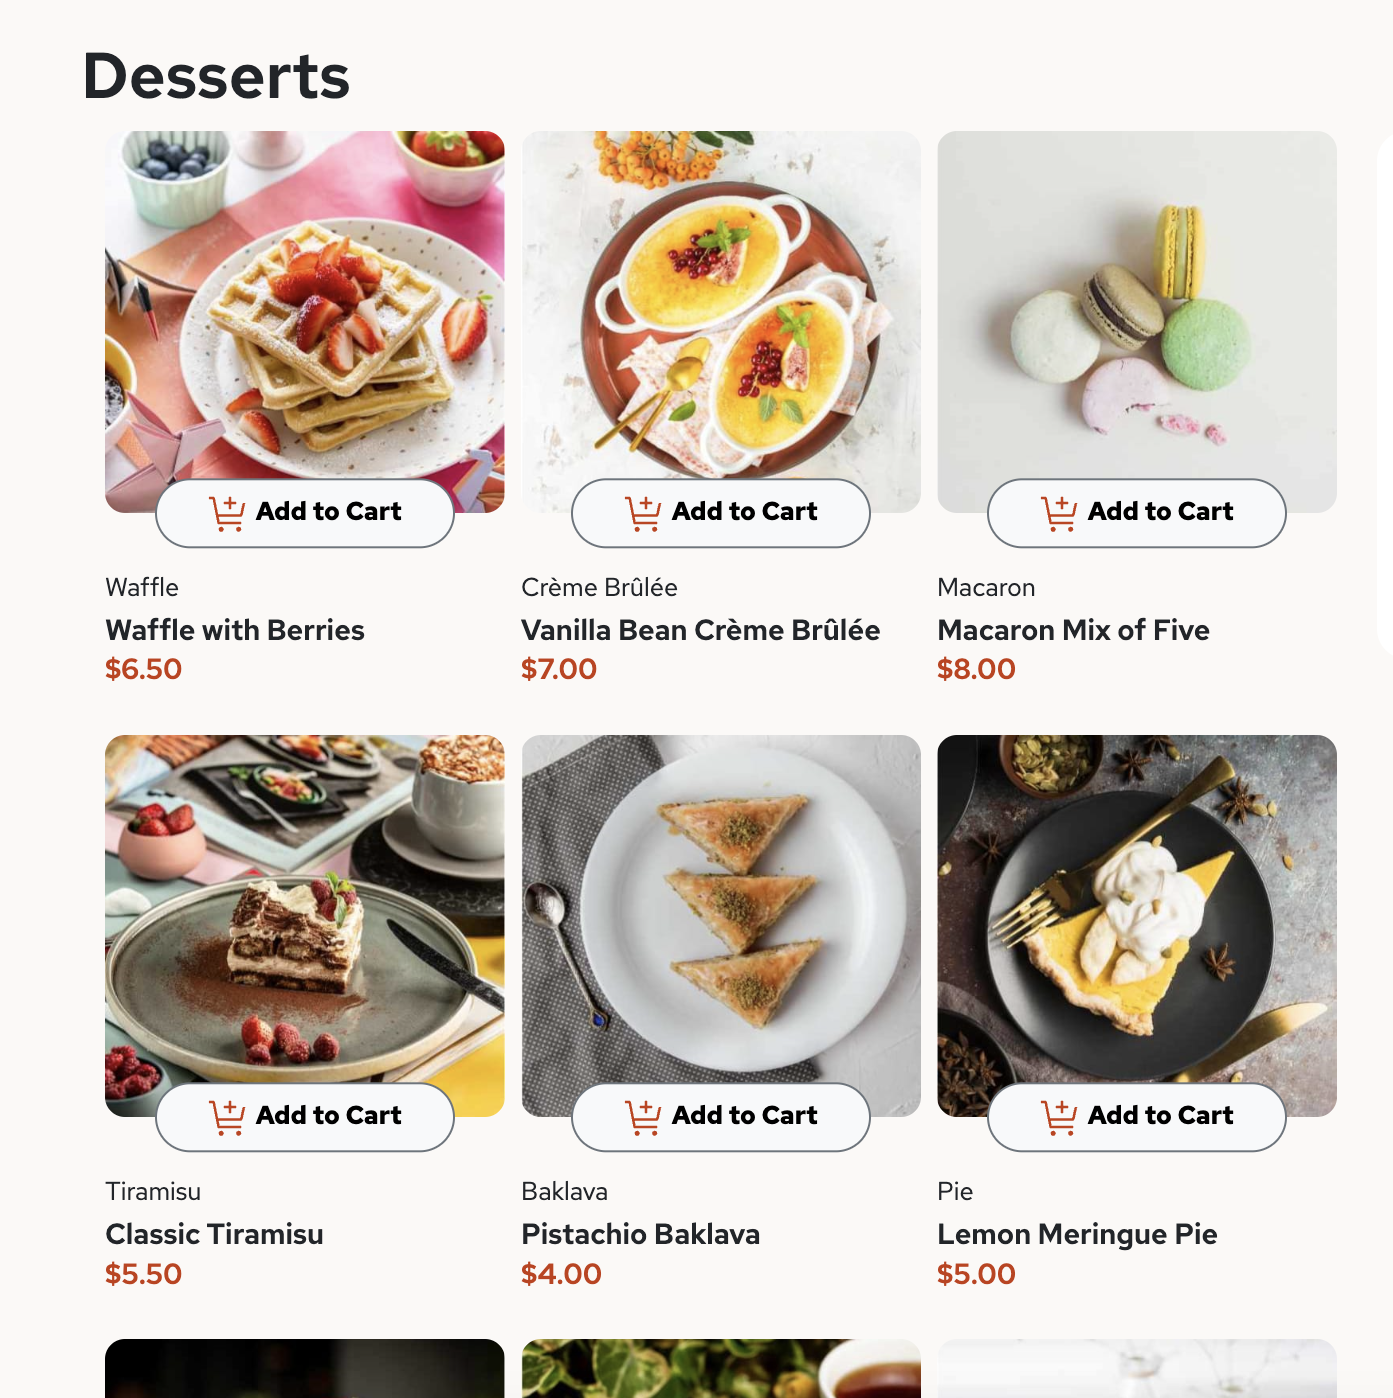 Desserts
Add to Cart
Add to Cart
Add to Cart
Waffle
Crème Brûlée
Macaron
Waffle with Berries
Vanilla Bean Crème Brûlée
Macaron Mix of Five
$6.50
$7.00
$8.00
Add to Cart
Add to Cart
Add to Cart
Tiramisu
Baklava
Pie
Classic Tiramisu
Pistachio Baklava
Lemon Meringue Pie
$5.50
$4.00
$5.00